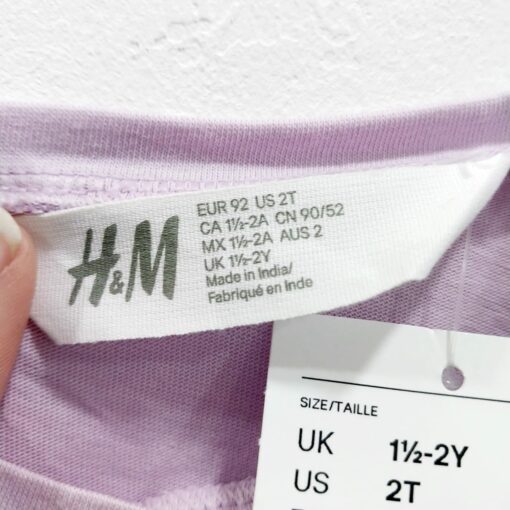 H&M
EUR 92 US 2T
CA 1½-2A CN 90/52
MX 1½-2A AUS 2
UK 1½-2Y
Made in India/
Fabriqué en Inde
SIZE/TAILLE
UK 1½-2Y
US 2T